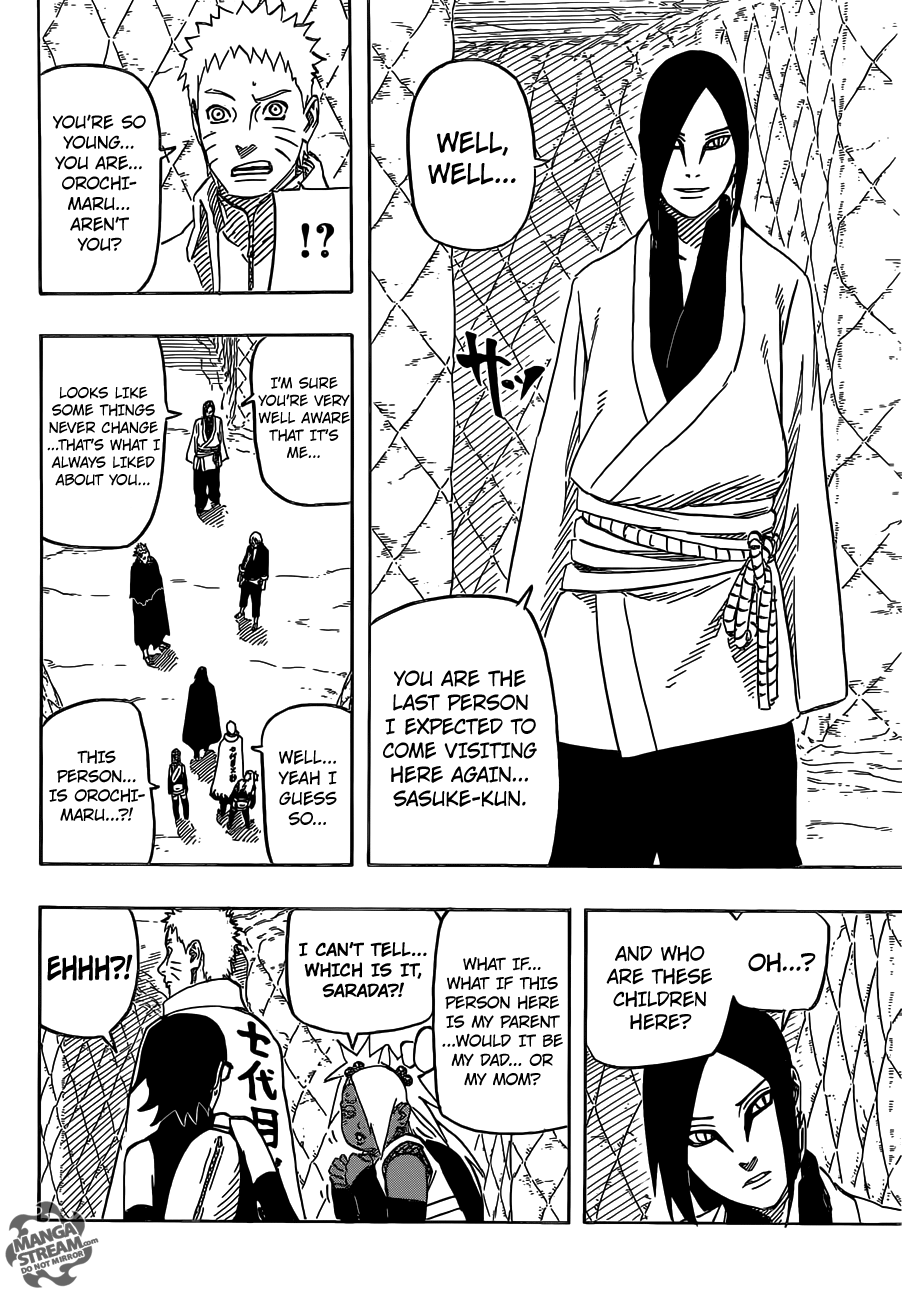 WELL,
WELL...
ザッ
YOU ARE THE
LAST PERSON
I EXPECTED TO
COME VISITING
HERE AGAIN...
SASUKE-KUN.
YOU'RE SO
YOUNG...
YOU ARE...
OROCHI-
MARU...
AREN'T
YOU?
!?
I'M SURE
YOU'RE VERY
WELL AWARE
THAT IT'S
ME...
LOOKS LIKE
SOME THINGS
NEVER CHANGE
...THAT'S WHAT I
ALWAYS LIKED
ABOUT YOU...
WELL...
YEAH I
GUESS
SO...
THIS
PERSON...
IS OROCHI-
MARU...?!
OH...?
AND WHO
ARE THESE
CHILDREN
HERE?
WHAT IF...
WHAT IF THIS
PERSON HERE
IS MY PARENT
...WOULD IT BE
MY DAD... OR
MY MOM?
I CAN'T TELL...
WHICH IS IT,
SARADA?!
EHHH?!
七代目
MANGA
STREAM.com
DO NOT MIRROR